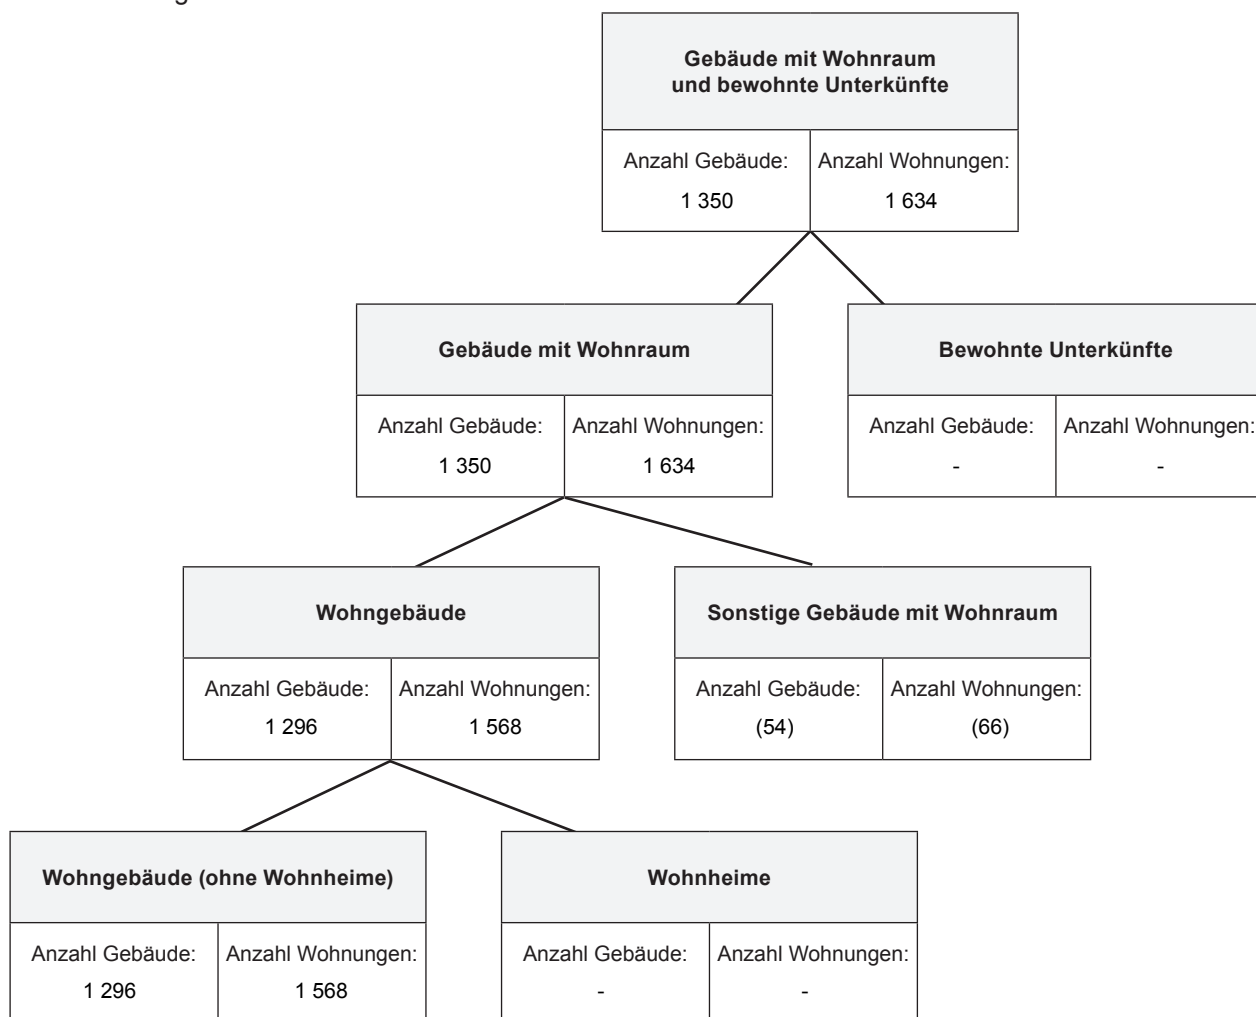 Gebäude mit Wohnraum
und bewohnte Unterkünfte
Anzahl Gebäude: Anzahl Wohnungen:
1 350 1 634
Gebäude mit Wohnraum
Anzahl Gebäude: Anzahl Wohnungen:
1 350 1 634
Bewohnte Unterkünfte
Anzahl Gebäude: Anzahl Wohnungen:
- -
Wohngebäude
Anzahl Gebäude: Anzahl Wohnungen:
1 296 1 568
Sonstige Gebäude mit Wohnraum
Anzahl Gebäude: Anzahl Wohnungen:
(54) (66)
Wohngebäude (ohne Wohnheime)
Anzahl Gebäude: Anzahl Wohnungen:
1 296 1 568
Wohnheime
Anzahl Gebäude: Anzahl Wohnungen:
- -